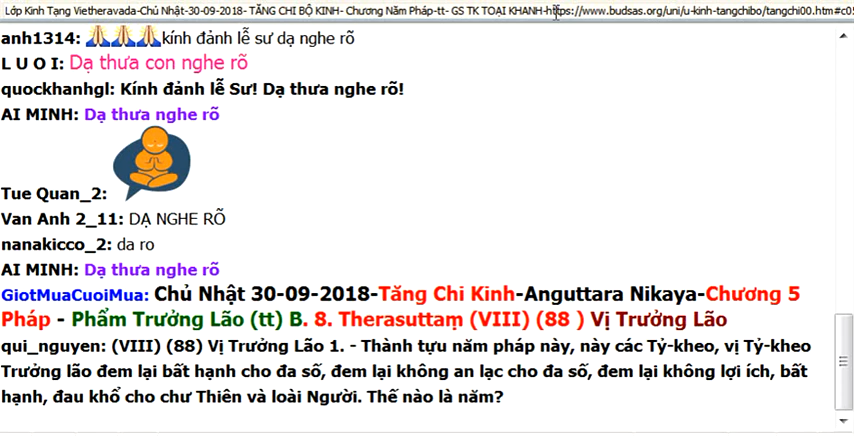 Lớp Kinh Tạng Vietheravada-Chủ Nhật-30-09-2018- TĂNG CHI BỘ KINH- Chương Năm Pháp-tt- GS TK TOẠI KHANH-https://www.budsas.org/uni/u-kinh-tangchibo/tangchi00.htm#c05
anh1314: 🙏🙏🙏kính đảnh lễ sư dạ nghe rõ
L U O I: Dạ thưa con nghe rõ
quockhanhgl: Kính đảnh lễ Sư! Dạ thưa nghe rõ!
AI MINH: Dạ thưa nghe rõ
Tue Quan_2:
Van Anh 2_11: DẠ NGHE RÕ
nanakicco_2: da ro
AI MINH: Dạ thưa nghe rõ
GiotMuaCuoiMua: Chủ Nhật 30-09-2018-Tăng Chi Kinh-Anguttara Nikaya-Chương 5
Pháp - Phẩm Trưởng Lão (tt) B. 8. Therasuttaṃ (VIII) (88 ) Vị Trưởng Lão
qui_nguyen: (VIII) (88) Vị Trưởng Lão 1. - Thành tựu năm pháp này, này các Tỷ-kheo, vị Tỷ-kheo
Trưởng lão đem lại bất hạnh cho đa số, đem lại không an lạc cho đa số, đem lại không lợi ích, bất
hạnh, đau khổ cho chư Thiên và loài Người. Thế nào là năm?